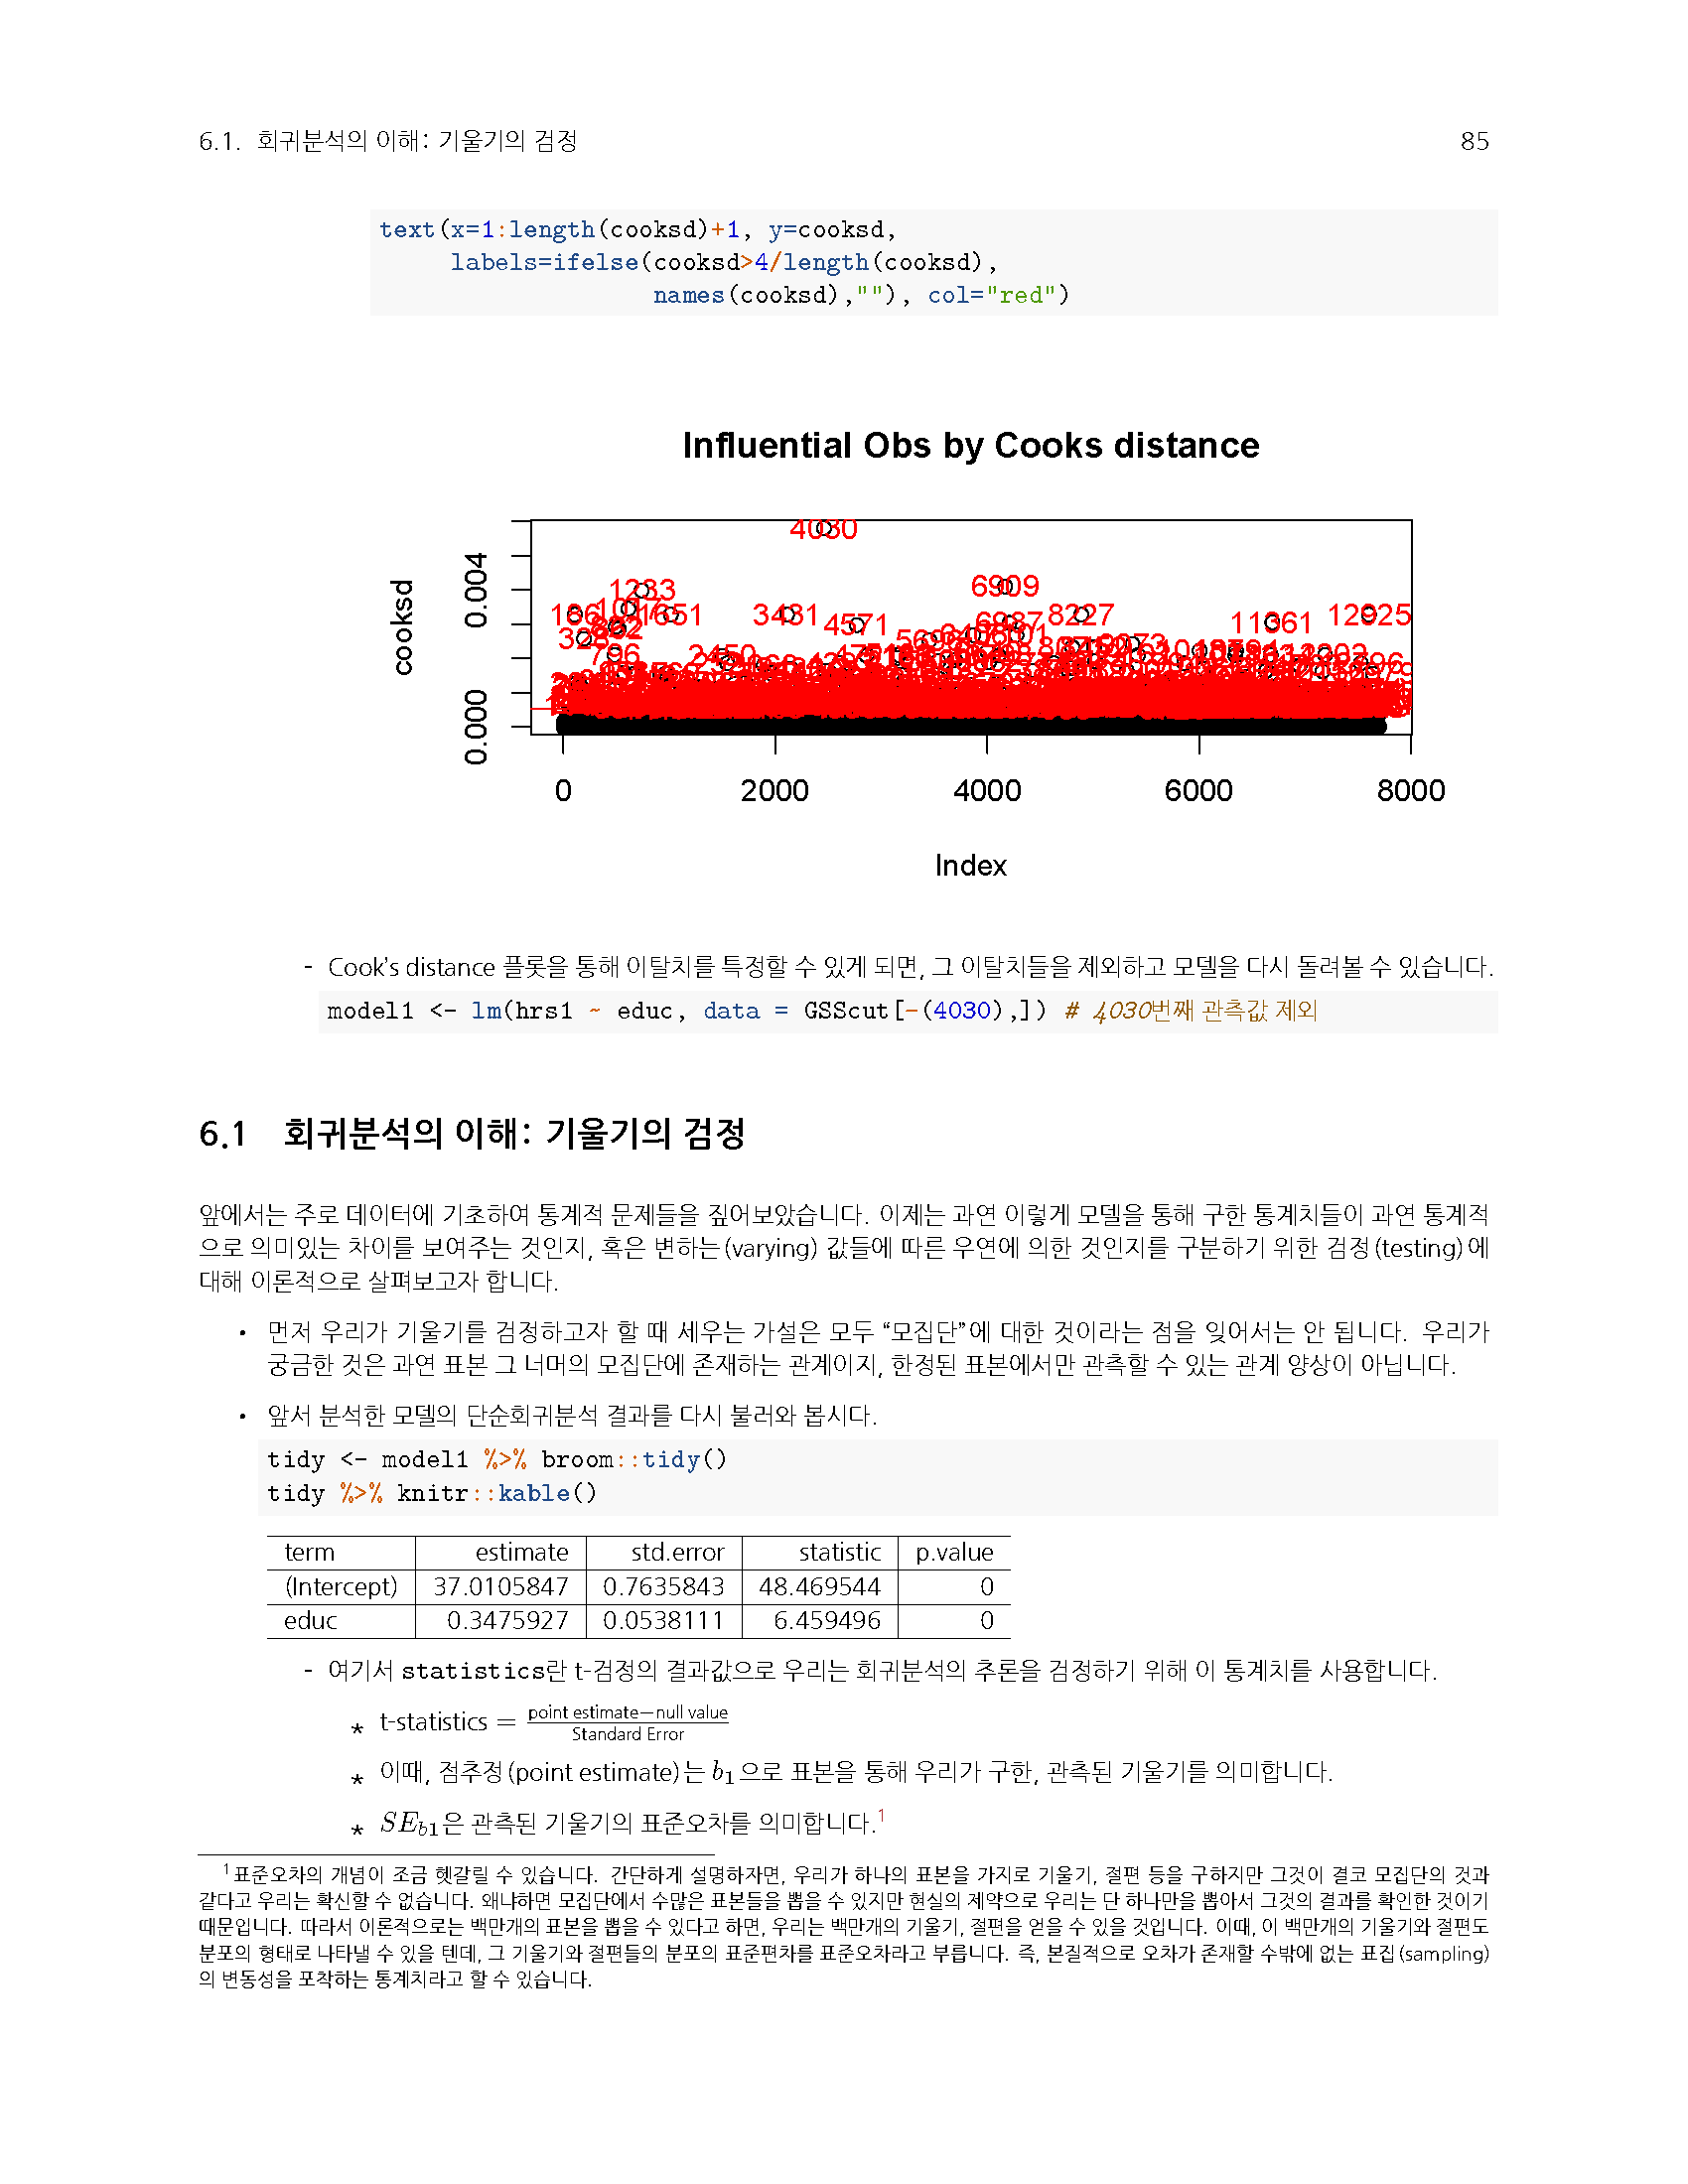 6.1. 회귀분석의 이해: 기울기의 검정 85
text(x=1:length(cooksd)+1, y=cooksd,
labels=ifelse(cooksd>4/length(cooksd),
names(cooksd),""), col="red")
Influential Obs by Cooks distance
cooksd
0.004
0.000
4030
1233
6909
1651
3431
4571
8227
11361
12925
0 2000 4000 6000 8000
Index
- Cook's distance 플롯을 통해 이탈치를 특정할 수 있게 되면, 그 이탈치들을 제외하고 모델을 다시 돌려볼 수 있습니다.
model1 <- lm(hrs1 ~ educ, data = GSScut[-(4030),]) # 4030번째 관측값 제외
6.1 회귀분석의 이해: 기울기의 검정
앞에서는 주로 데이터에 기초하여 통계적 문제들을 짚어보았습니다. 이제는 과연 이렇게 모델을 통해 구한 통계치들이 과연 통계적
으로 의미있는 차이를 보여주는 것인지, 혹은 변하는(varying) 값들에 따른 우연에 의한 것인지를 구분하기 위한 검정(testing)에
대해 이론적으로 살펴보고자 합니다.
• 먼저 우리가 기울기를 검정하고자 할 때 세우는 가설은 모두 “모집단”에 대한 것이라는 점을 잊어서는 안 됩니다. 우리가
궁금한 것은 과연 표본 그 너머의 모집단에 존재하는 관계이지, 한정된 표본에서만 관측할 수 있는 관계 양상이 아닙니다.
• 앞서 분석한 모델의 단순회귀분석 결과를 다시 불러와 봅시다.
tidy <- model1 %>% broom::tidy()
tidy %>% knitr::kable()
term estimate std.error statistic p.value
(Intercept) 37.0105847 0.7635843 48.469544 0
educ 0.3475927 0.0538111 6.459496 0
- 여기서 statistics란 t-검정의 결과값으로 우리는 회귀분석의 추론을 검정하기 위해 이 통계치를 사용합니다.
* t-statistics = point estimate−null value / Standard Error
* 이때, 점추정(point estimate)는 b1으로 표본을 통해 우리가 구한, 관측된 기울기를 의미합니다.
* SEb1은 관측된 기울기의 표준오차를 의미합니다.1
1표준오차의 개념이 조금 헷갈릴 수 있습니다. 간단하게 설명하자면, 우리가 하나의 표본을 가지로 기울기, 절편 등을 구하지만 그것이 결코 모집단의 것과
같다고 우리는 확신할 수 없습니다. 왜냐하면 모집단에서 수많은 표본들을 뽑을 수 있지만 현실의 제약으로 우리는 단 하나만을 뽑아서 그것의 결과를 확인한 것이기
때문입니다. 따라서 이론적으로는 백만개의 표본을 뽑을 수 있다고 하면, 우리는 백만개의 기울기, 절편을 얻을 수 있을 것입니다. 이때, 이 백만개의 기울기와 절편도
분포의 형태로 나타낼 수 있을 텐데, 그 기울기와 절편들의 분포의 표준편차를 표준오차라고 부릅니다. 즉, 본질적으로 오차가 존재할 수밖에 없는 표집(sampling)
의 변동성을 포착하는 통계치라고 할 수 있습니다.